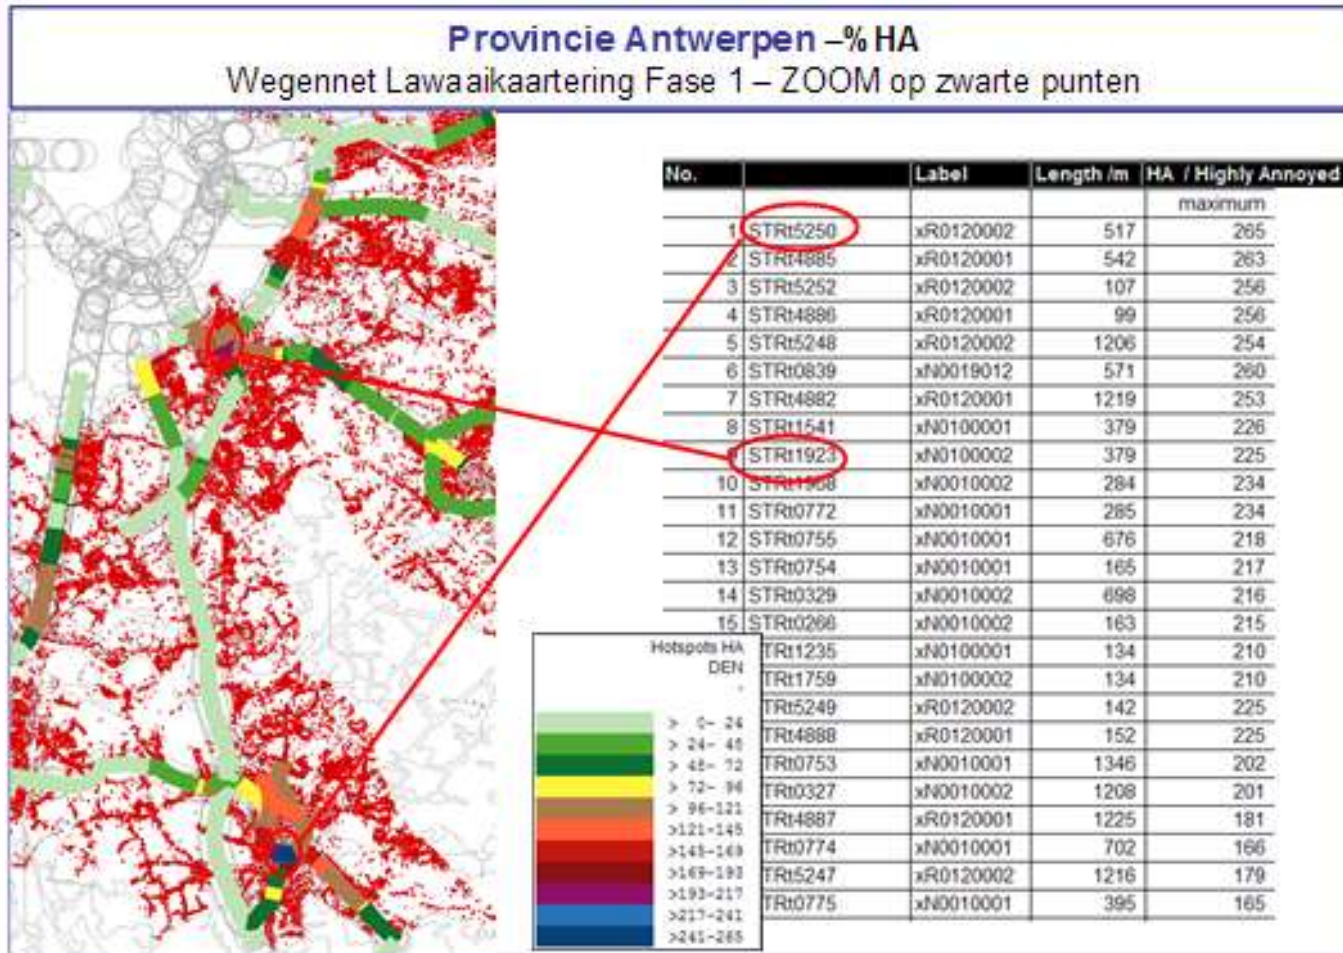 Provincie Antwerpen –% HA
Wegennet Lawaaikaartering Fase 1 – ZOOM op zwarte punten
No. Label Length /m HA / Highly Annoyed
maximum
1 STRt5250 xR0120002 517 265
2 STRt4885 xR0120001 542 263
3 STRt5252 xR0120002 107 256
4 STRt4886 xR0120001 99 256
5 STRt5248 xR0120002 1206 254
6 STRt0839 xN0019012 571 260
7 STRt4882 xR0120001 1219 253
8 STRt1541 xN0100001 379 226
STRt1923 xN0100002 379 225
10 xN0010002 284 234
11 STRt0772 xN0010001 285 234
12 STRt0755 xN0010001 676 218
13 STRt0754 xN0010001 165 217
14 STRt0329 xN0010002 698 216
15 STRt0266 xN0010002 163 215
TRt1235 xN0100001 134 210
TRt1759 xN0100002 134 210
TRt5249 xR0120002 142 225
TRt4888 xR0120001 152 225
TRt0753 xN0010001 1346 202
TRt0327 xN0010002 1208 201
TRt4887 xR0120001 1225 181
TRt0774 xN0010001 702 166
TRt5247 xR0120002 1216 179
TRt0775 xN0010001 395 165
Hotspots HA
DEN
> 0- 24
> 24- 48
> 48- 72
> 72- 96
> 96-121
>121-145
>145-169
>169-193
>193-217
>217-241
>241-265